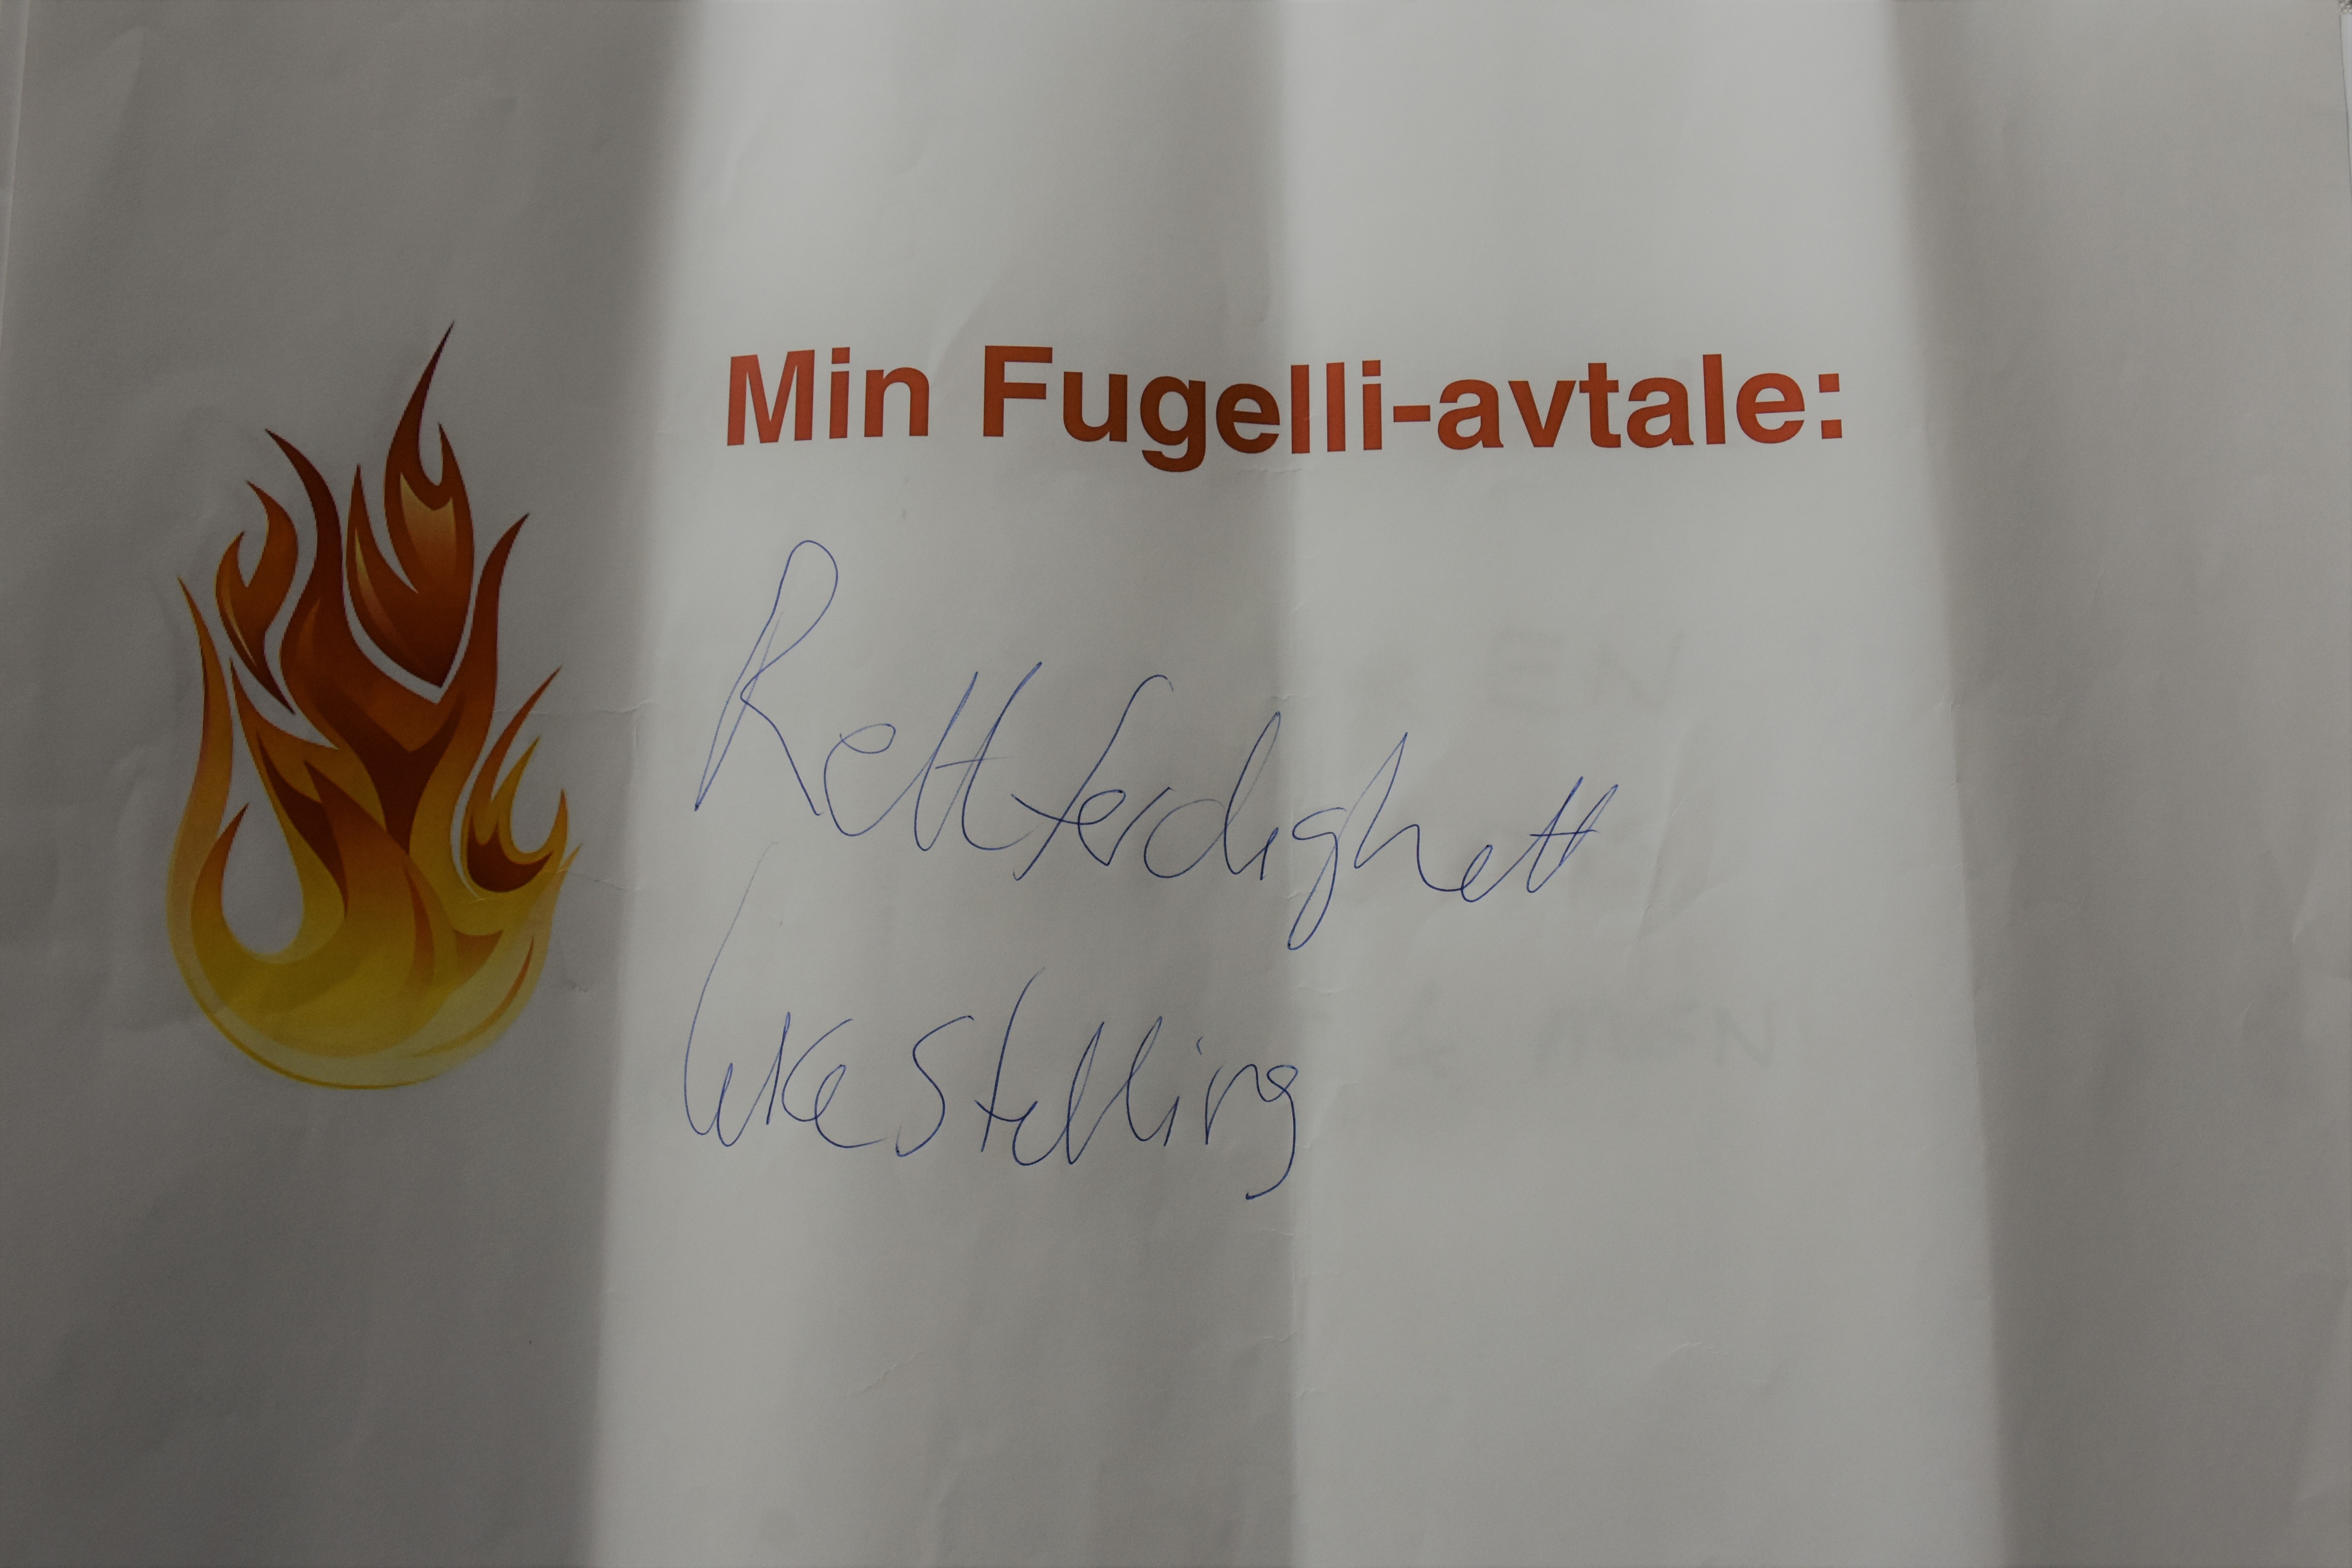 Min Fugelli-avtale:
Rettferdighett
Likestilling